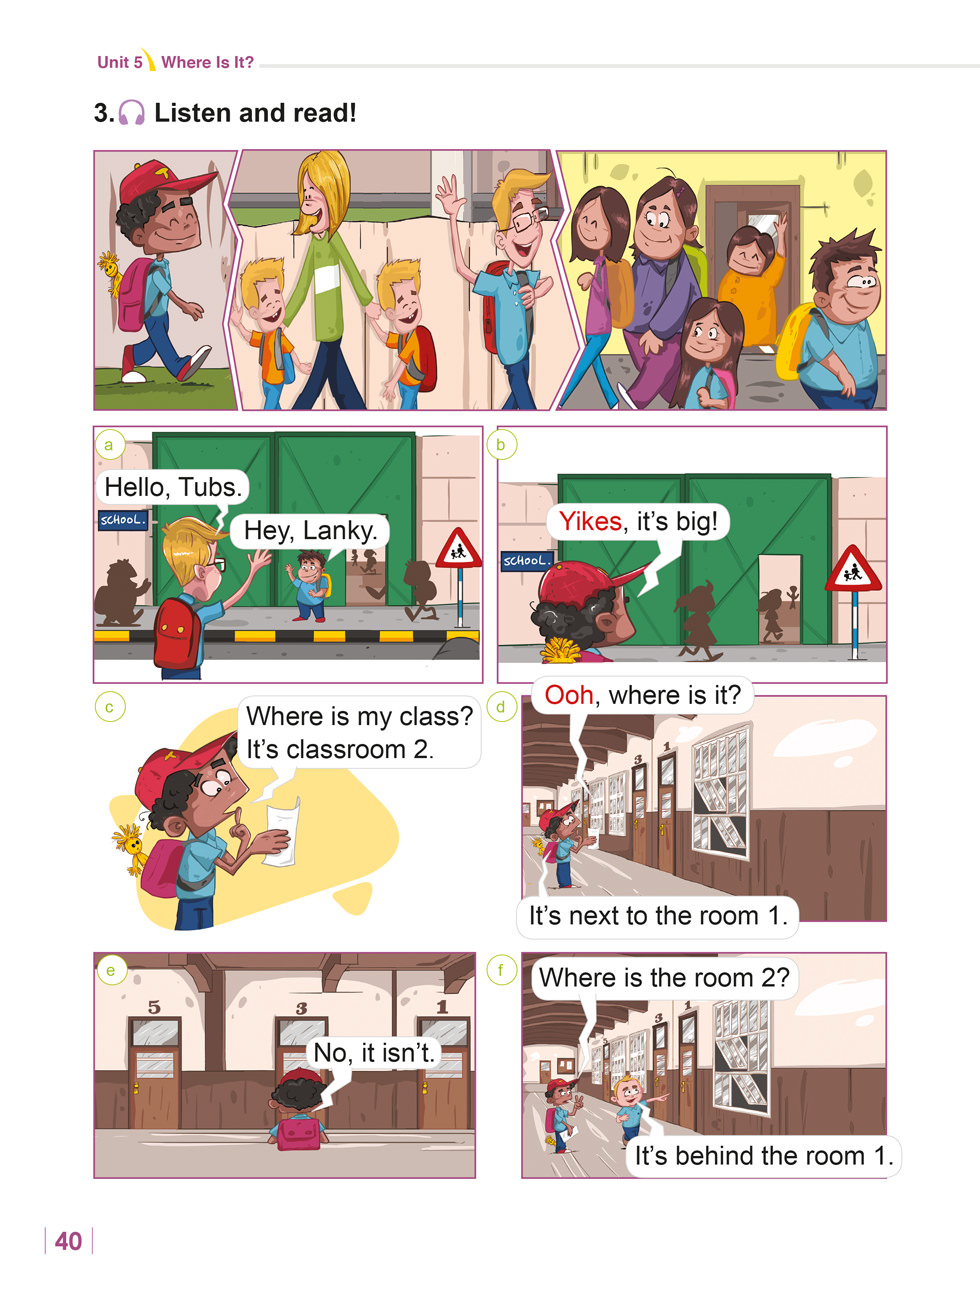 Unit 5 Where Is It?
3. Listen and read!
T
a
Hello, Tubs.
Hey, Lanky.
SCHOOL.
b
Yikes, it's big!
SCHOOL.
c
Where is my class?
It's classroom 2.
T
d
Ooh, where is it?
3 1
It's next to the room 1.
e
5 3 1
No, it isn't.
f
Where is the room 2?
5 3 1
It's behind the room 1.
40